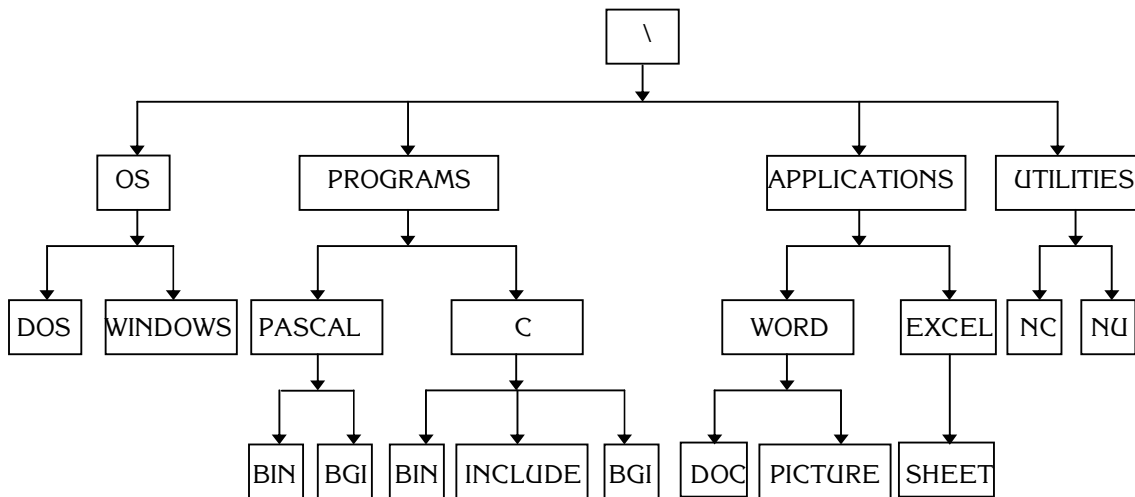 \
OS PROGRAMS APPLICATIONS UTILITIES
DOS WINDOWS PASCAL C WORD EXCEL NC NU
BIN BGI BIN INCLUDE BGI DOC PICTURE SHEET